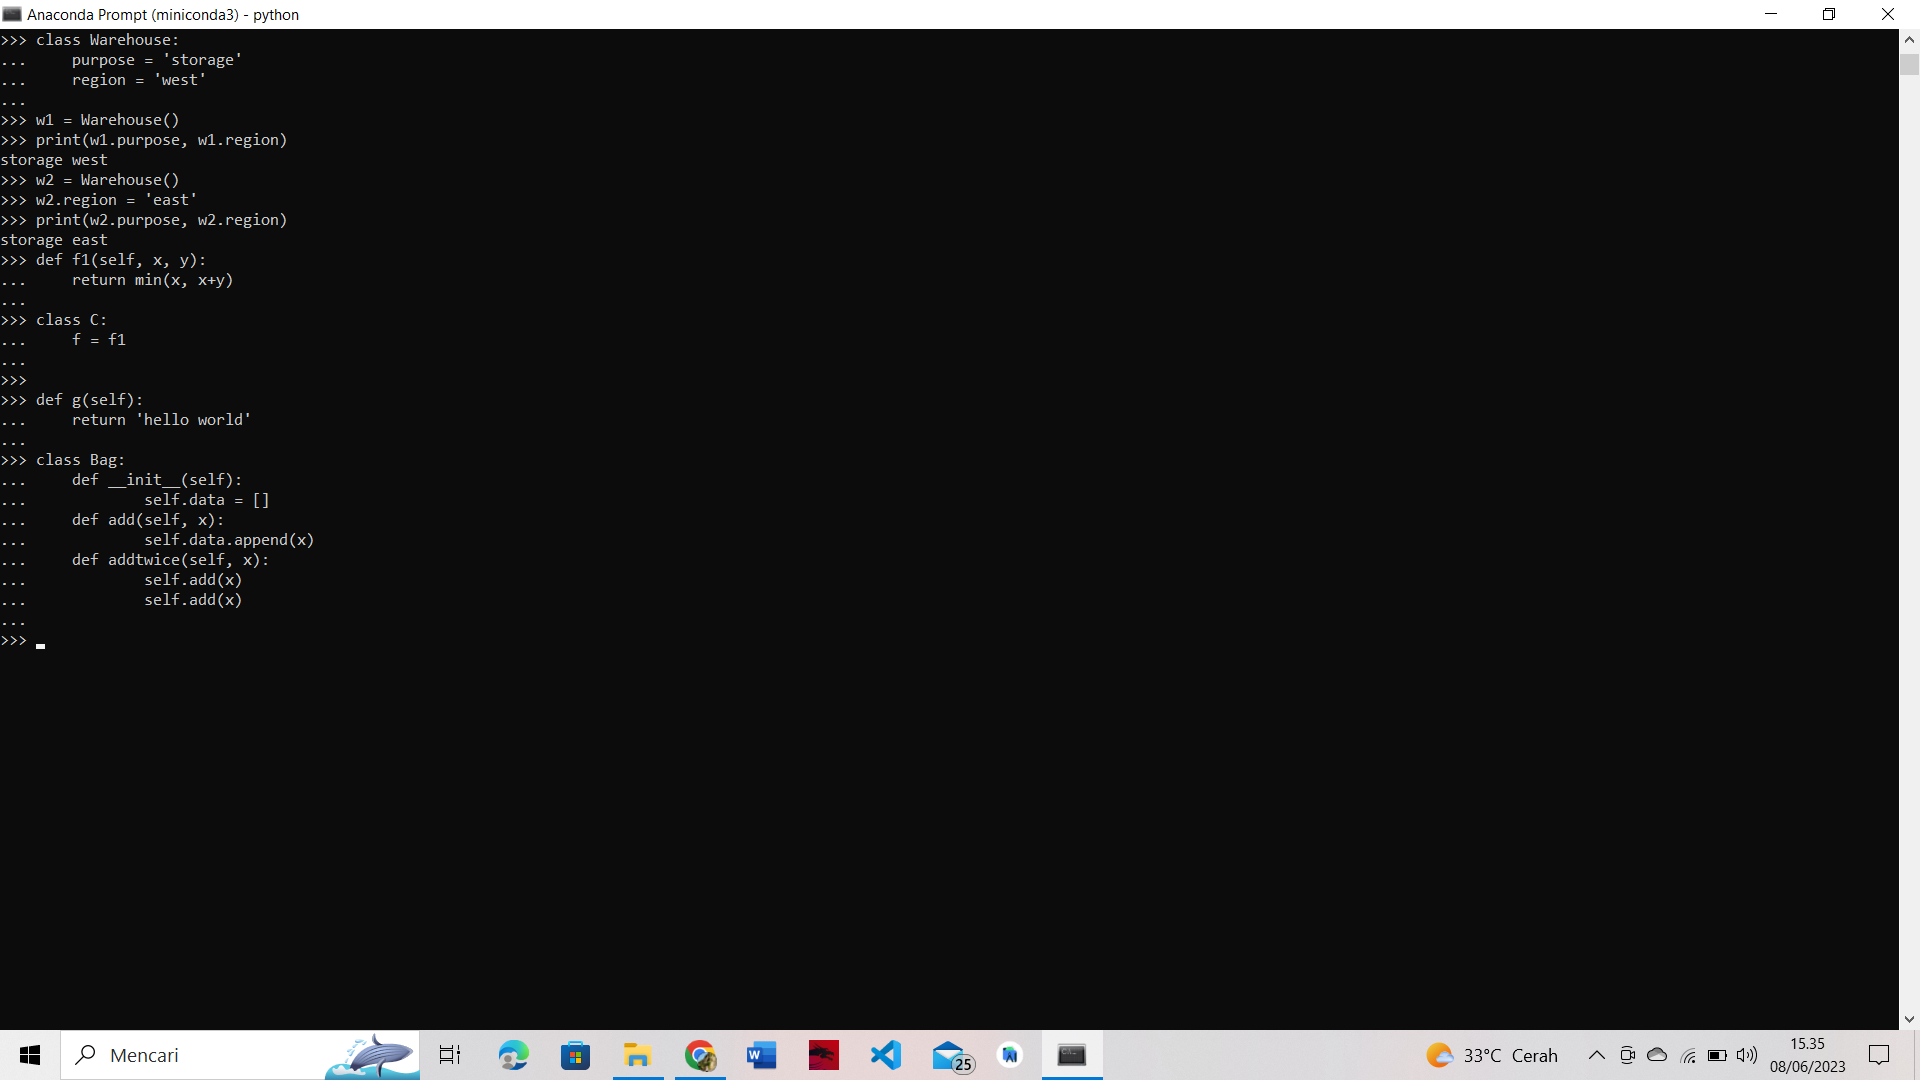 Anaconda Prompt (miniconda3) - python
>>> class Warehouse:
...     purpose = 'storage'
...     region = 'west'
...
>>> w1 = Warehouse()
>>> print(w1.purpose, w1.region)
storage west
>>> w2 = Warehouse()
>>> w2.region = 'east'
>>> print(w2.purpose, w2.region)
storage east
>>> def f1(self, x, y):
...     return min(x, x+y)
...
>>> class C:
...     f = f1
...
>>>
>>> def g(self):
...     return 'hello world'
...
>>> class Bag:
...     def __init__(self):
...             self.data = []
...     def add(self, x):
...             self.data.append(x)
...     def addtwice(self, x):
...             self.add(x)
...             self.add(x)
...
>>>
Mencari
25
33°C Cerah
15.35
08/06/2023